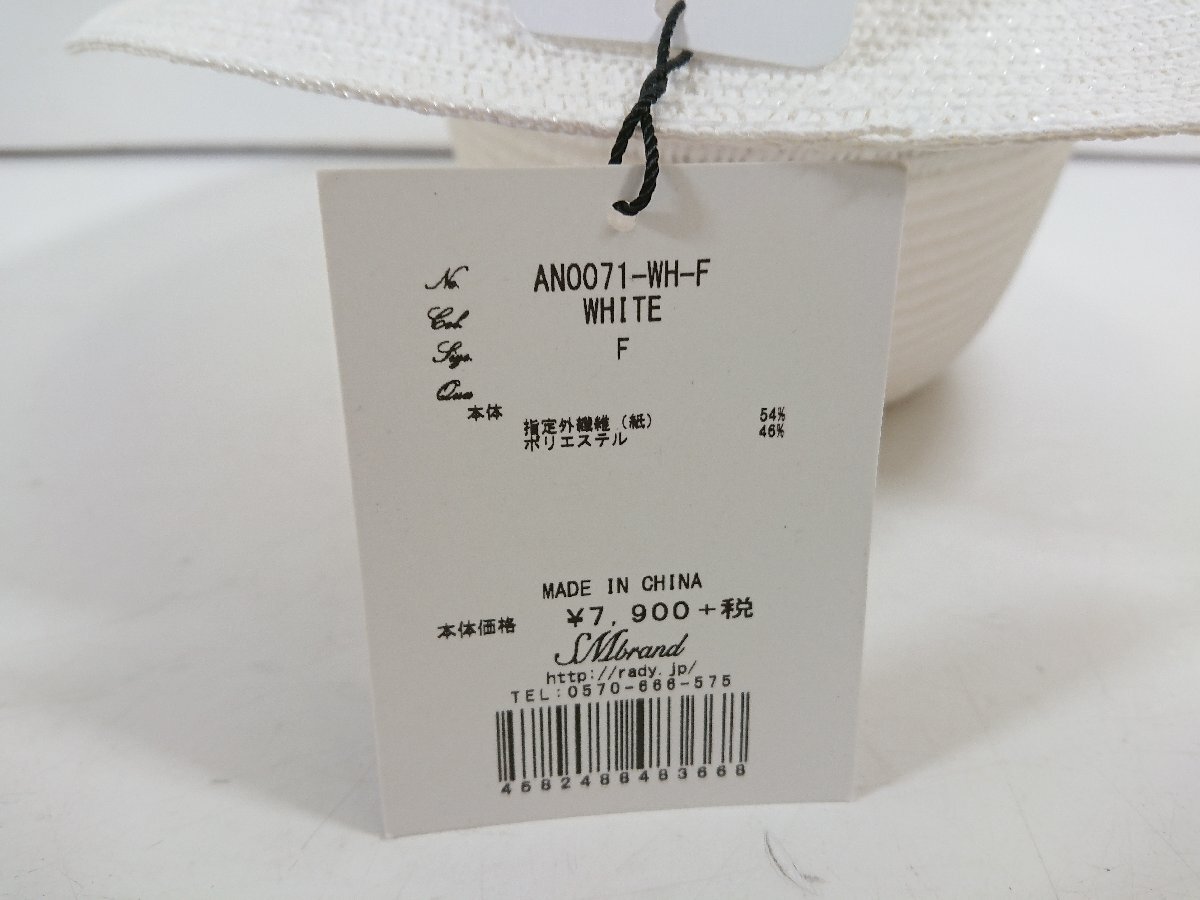 No. AN0071-WH-F
Col. WHITE
Size. F
Qua
本体
指定外繊維(紙) 54%
ポリエステル 46%
MADE IN CHINA
本体価格 ¥7,900+税
SMbrand
http://rady.jp/
TEL:0570-666-575
4582488483668